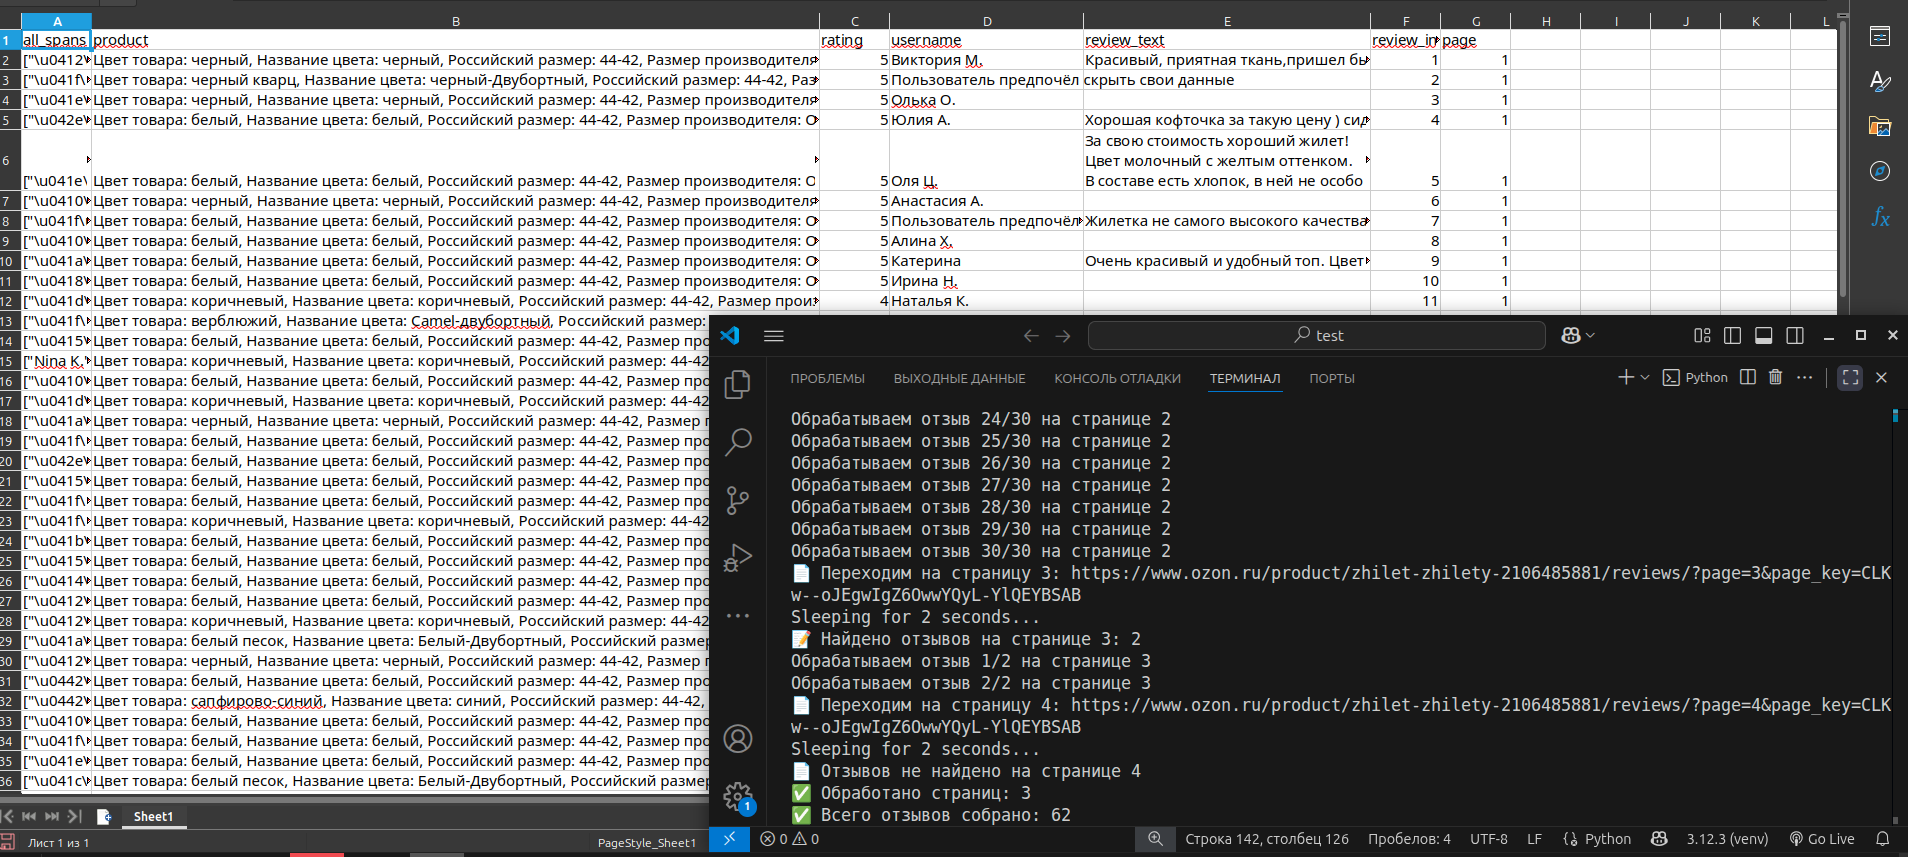 A B C D E F G H I J K L
1 all_spans product rating username review_text review_in page
2 ["\u0412\ Цвет товара: черный, Название цвета: черный, Российский размер: 44-42, Размер производителя 5 Виктория М. Красивый, приятная ткань,пришел бы 1 1
3 ["\u041f\ Цвет товара: черный кварц, Название цвета: черный-Двубортный, Российский размер: 44-42, Раз 5 Пользователь предпочёл скрыть свои данные 2 1
4 ["\u041e\ Цвет товара: черный, Название цвета: черный, Российский размер: 44-42, Размер производителя 5 Олька О. 3 1
5 ["\u042e\ Цвет товара: белый, Название цвета: белый, Российский размер: 44-42, Размер производителя: О 5 Юлия А. Хорошая кофточка за такую цену ) сид 4 1
За свою стоимость хороший жилет!
6 Цвет молочный с желтым оттенком.
["\u041e\ Цвет товара: белый, Название цвета: белый, Российский размер: 44-42, Размер производителя: О 5 Оля Ц. В составе есть хлопок, в ней не особо 5 1
7 ["\u0410\ Цвет товара: черный, Название цвета: черный, Российский размер: 44-42, Размер производителя 5 Анастасия А. 6 1
8 ["\u041f\ Цвет товара: белый, Название цвета: белый, Российский размер: 44-42, Размер производителя: О 5 Пользователь предпочёл Жилетка не самого высокого качества 7 1
9 ["\u0410\ Цвет товара: белый, Название цвета: белый, Российский размер: 44-42, Размер производителя: О 5 Алина Х. 8 1
10 ["\u041a\ Цвет товара: белый, Название цвета: белый, Российский размер: 44-42, Размер производителя: О 5 Катерина Очень красивый и удобный топ. Цвет 9 1
11 ["\u0418\ Цвет товара: белый, Название цвета: белый, Российский размер: 44-42, Размер производителя: О 5 Ирина Н. 10 1
12 ["\u041d\ Цвет товара: коричневый, Название цвета: коричневый, Российский размер: 44-42, Размер произ 4 Наталья К. 11 1
13 ["\u041f\ Цвет товара: верблюжий, Название цвета: Camel-двубортный, Российский размер:
14 ["\u0415\ Цвет товара: белый, Название цвета: белый, Российский размер: 44-42, Размер про
15 ["Nina K." Цвет товара: коричневый, Название цвета: коричневый, Российский размер: 44-42
16 ["\u0410\ Цвет товара: белый, Название цвета: белый, Российский размер: 44-42, Размер про
17 ["\u041d\ Цвет товара: коричневый, Название цвета: коричневый, Российский размер: 44-42
18 ["\u041a\ Цвет товара: черный, Название цвета: черный, Российский размер: 44-42, Размер п
19 ["\u041f\ Цвет товара: белый, Название цвета: белый, Российский размер: 44-42, Размер про
20 ["\u042e\ Цвет товара: белый, Название цвета: белый, Российский размер: 44-42, Размер про
21 ["\u0415\ Цвет товара: белый, Название цвета: белый, Российский размер: 44-42, Размер про
22 ["\u041f\ Цвет товара: белый, Название цвета: белый, Российский размер: 44-42, Размер про
23 ["\u041f\ Цвет товара: коричневый, Название цвета: коричневый, Российский размер: 44-42
24 ["\u041b\ Цвет товара: белый, Название цвета: белый, Российский размер: 44-42, Размер про
25 ["\u0415\ Цвет товара: белый, Название цвета: белый, Российский размер: 44-42, Размер про
26 ["\u0414\ Цвет товара: белый, Название цвета: белый, Российский размер: 44-42, Размер про
27 ["\u0412\ Цвет товара: белый, Название цвета: белый, Российский размер: 44-42, Размер про
28 ["\u0412\ Цвет товара: коричневый, Название цвета: коричневый, Российский размер: 44-42
29 ["\u041a\ Цвет товара: белый песок, Название цвета: Белый-Двубортный, Российский размер
30 ["\u0412\ Цвет товара: черный, Название цвета: черный, Российский размер: 44-42, Размер п
31 ["\u0442\ Цвет товара: белый, Название цвета: белый, Российский размер: 44-42, Размер про
32 ["\u0442\ Цвет товара: сапфирово-синий, Название цвета: синий, Российский размер: 44-42,
33 ["\u0410\ Цвет товара: белый, Название цвета: белый, Российский размер: 44-42, Размер про
34 ["\u041f\ Цвет товара: белый, Название цвета: белый, Российский размер: 44-42, Размер про
35 ["\u041e\ Цвет товара: белый, Название цвета: белый, Российский размер: 44-42, Размер про
36 ["\u041c\ Цвет товара: белый песок, Название цвета: Белый-Двубортный, Российский размер
Sheet1
Лист 1 из 1 PageStyle_Sheet1
test
ПРОБЛЕМЫ ВЫХОДНЫЕ ДАННЫЕ КОНСОЛЬ ОТЛАДКИ ТЕРМИНАЛ ПОРТЫ Python
Обрабатываем отзыв 24/30 на странице 2
Обрабатываем отзыв 25/30 на странице 2
Обрабатываем отзыв 26/30 на странице 2
Обрабатываем отзыв 27/30 на странице 2
Обрабатываем отзыв 28/30 на странице 2
Обрабатываем отзыв 29/30 на странице 2
Обрабатываем отзыв 30/30 на странице 2
📄 Переходим на страницу 3: https://www.ozon.ru/product/zhilet-zhilety-2106485881/reviews/?page=3&page_key=CLK
w--oJEgwIgZ6OwwYQyL-YlQEYBSAB
Sleeping for 2 seconds...
📝 Найдено отзывов на странице 3: 2
Обрабатываем отзыв 1/2 на странице 3
Обрабатываем отзыв 2/2 на странице 3
📄 Переходим на страницу 4: https://www.ozon.ru/product/zhilet-zhilety-2106485881/reviews/?page=4&page_key=CLK
w--oJEgwIgZ6OwwYQyL-YlQEYBSAB
Sleeping for 2 seconds...
📄 Отзывов не найдено на странице 4
✅ Обработано страниц: 3
✅ Всего отзывов собрано: 62
1
0 0 Строка 142, столбец 126 Пробелов: 4 UTF-8 LF Python 3.12.3 (venv) Go Live